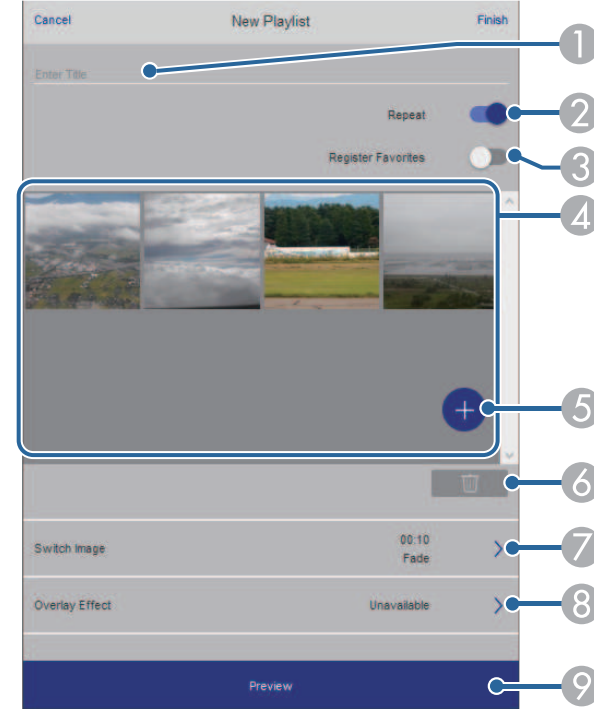 Cancel New Playlist Finish
1
Enter Title
Repeat 2
Register Favorites 3
4
5
6
Switch Image 00:10 7
Fade
Overlay Effect Unavailable 8
Preview 9